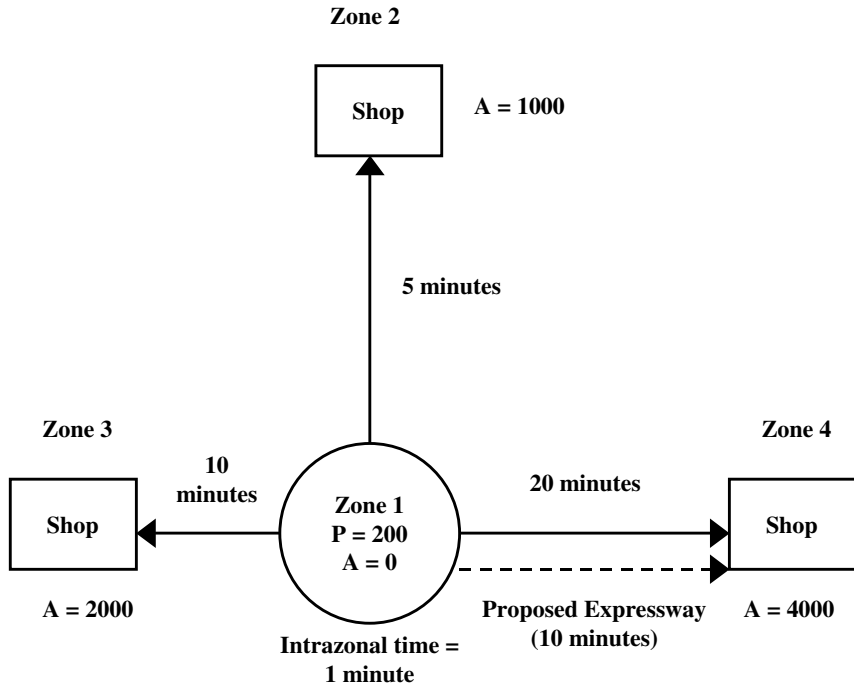 Zone 2
Shop
A = 1000
5 minutes
Zone 3
Zone 4
10
minutes
20 minutes
Shop
Zone 1
P = 200
A = 0
Shop
A = 2000
Proposed Expressway
(10 minutes)
A = 4000
Intrazonal time =
1 minute